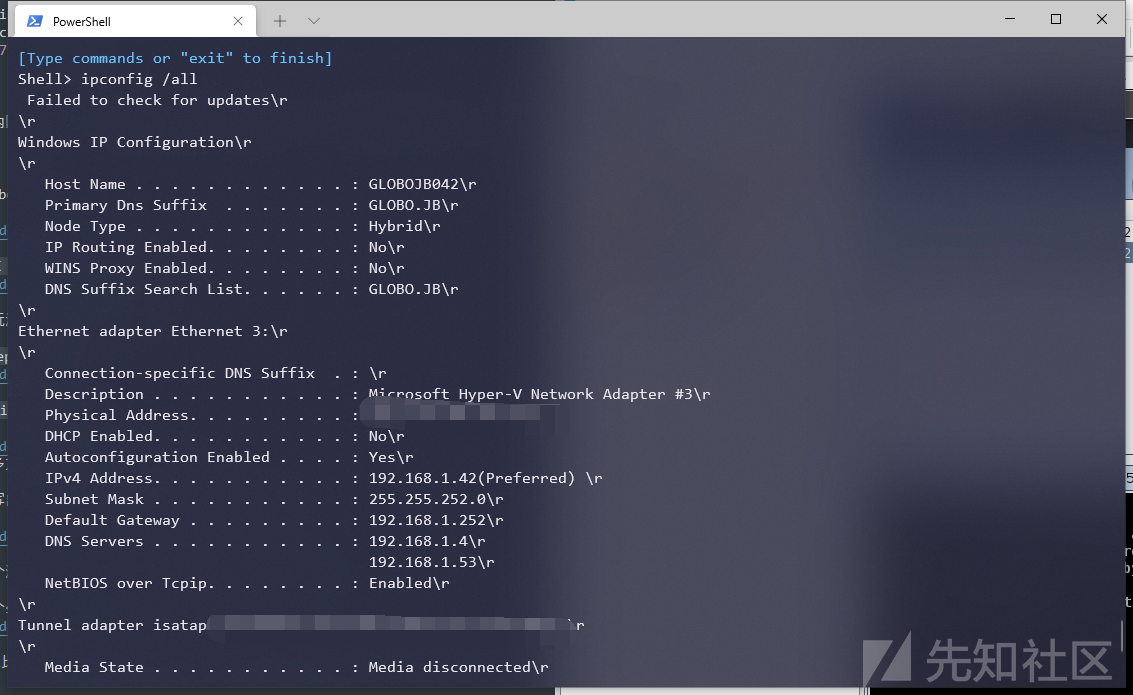 PowerShell
[Type commands or "exit" to finish]
Shell> ipconfig /all
Failed to check for updates\r
\r
Windows IP Configuration\r
\r
Host Name . . . . . . . . . . . . : GLOBOJB042\r
Primary Dns Suffix  . . . . . . . : GLOBO.JB\r
Node Type . . . . . . . . . . . . : Hybrid\r
IP Routing Enabled. . . . . . . . : No\r
WINS Proxy Enabled. . . . . . . . : No\r
DNS Suffix Search List. . . . . . : GLOBO.JB\r
\r
Ethernet adapter Ethernet 3:\r
\r
Connection-specific DNS Suffix  . : \r
Description . . . . . . . . . . . : Microsoft Hyper-V Network Adapter #3\r
Physical Address. . . . . . . . . :
DHCP Enabled. . . . . . . . . . . : No\r
Autoconfiguration Enabled . . . . : Yes\r
IPv4 Address. . . . . . . . . . . : 192.168.1.42(Preferred) \r
Subnet Mask . . . . . . . . . . . : 255.255.252.0\r
Default Gateway . . . . . . . . . : 192.168.1.252\r
DNS Servers . . . . . . . . . . . : 192.168.1.4\r
192.168.1.53\r
NetBIOS over Tcpip. . . . . . . . : Enabled\r
\r
Tunnel adapter isatap \r
\r
Media State . . . . . . . . . . . : Media disconnected\r
先知社区